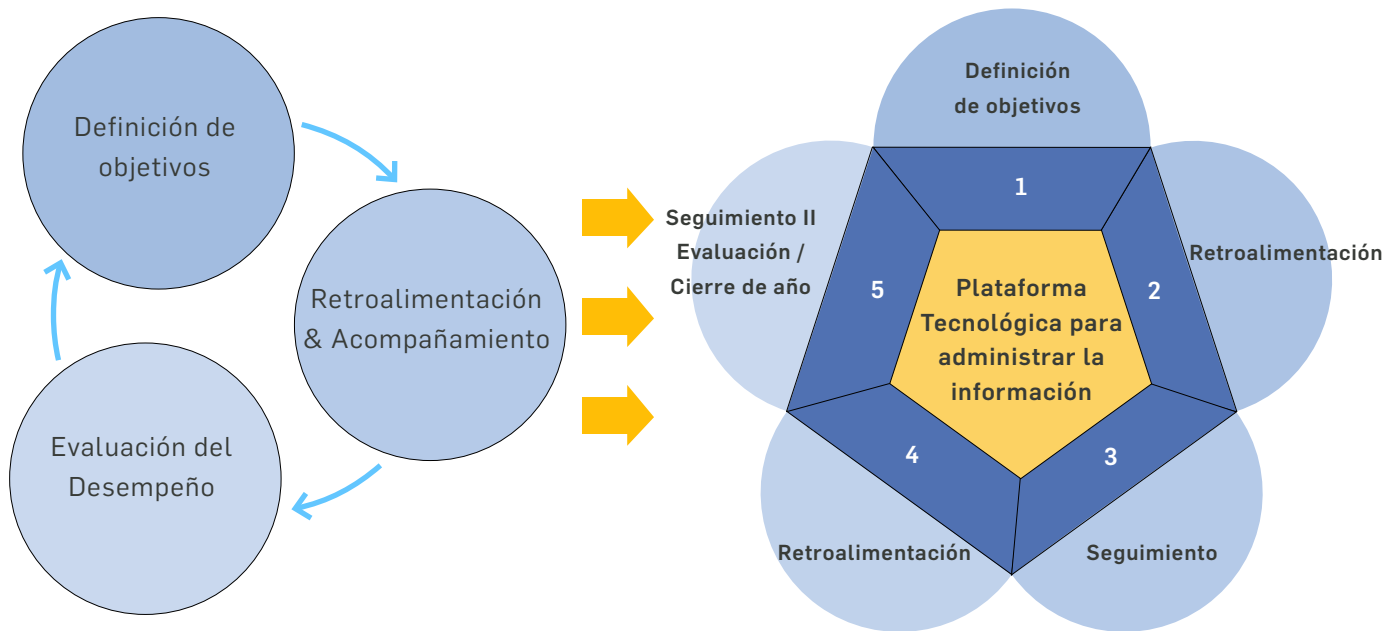 Definición de
objetivos
Retroalimentación
& Acompañamiento
Evaluación del
Desempeño
Definición
de objetivos
1
Retroalimentación
2
Seguimiento
3
Retroalimentación
4
Seguimiento II
Evaluación /
Cierre de año
5
Plataforma
Tecnológica para
administrar la
información